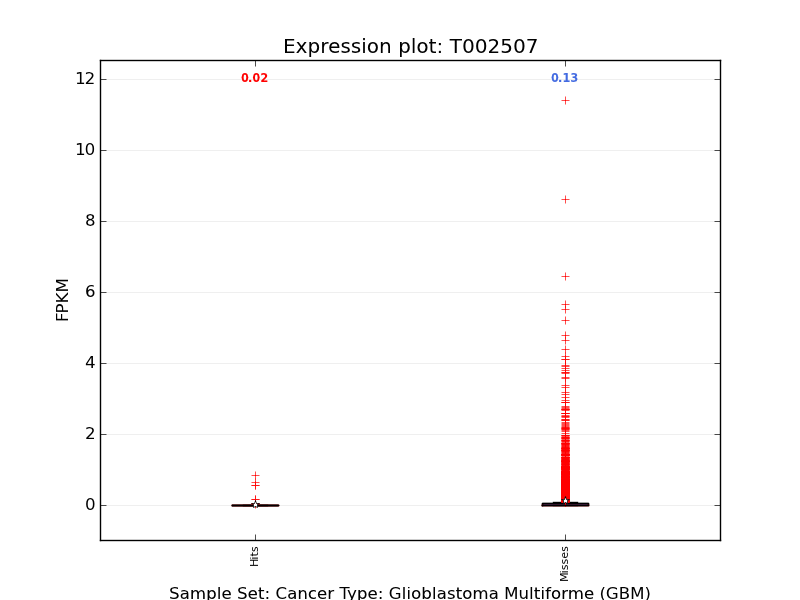 Expression plot: T002507
0.02
0.13
12
10
8
6
4
2
0
FPKM
Hits
Misses
Sample Set: Cancer Type: Glioblastoma Multiforme (GBM)